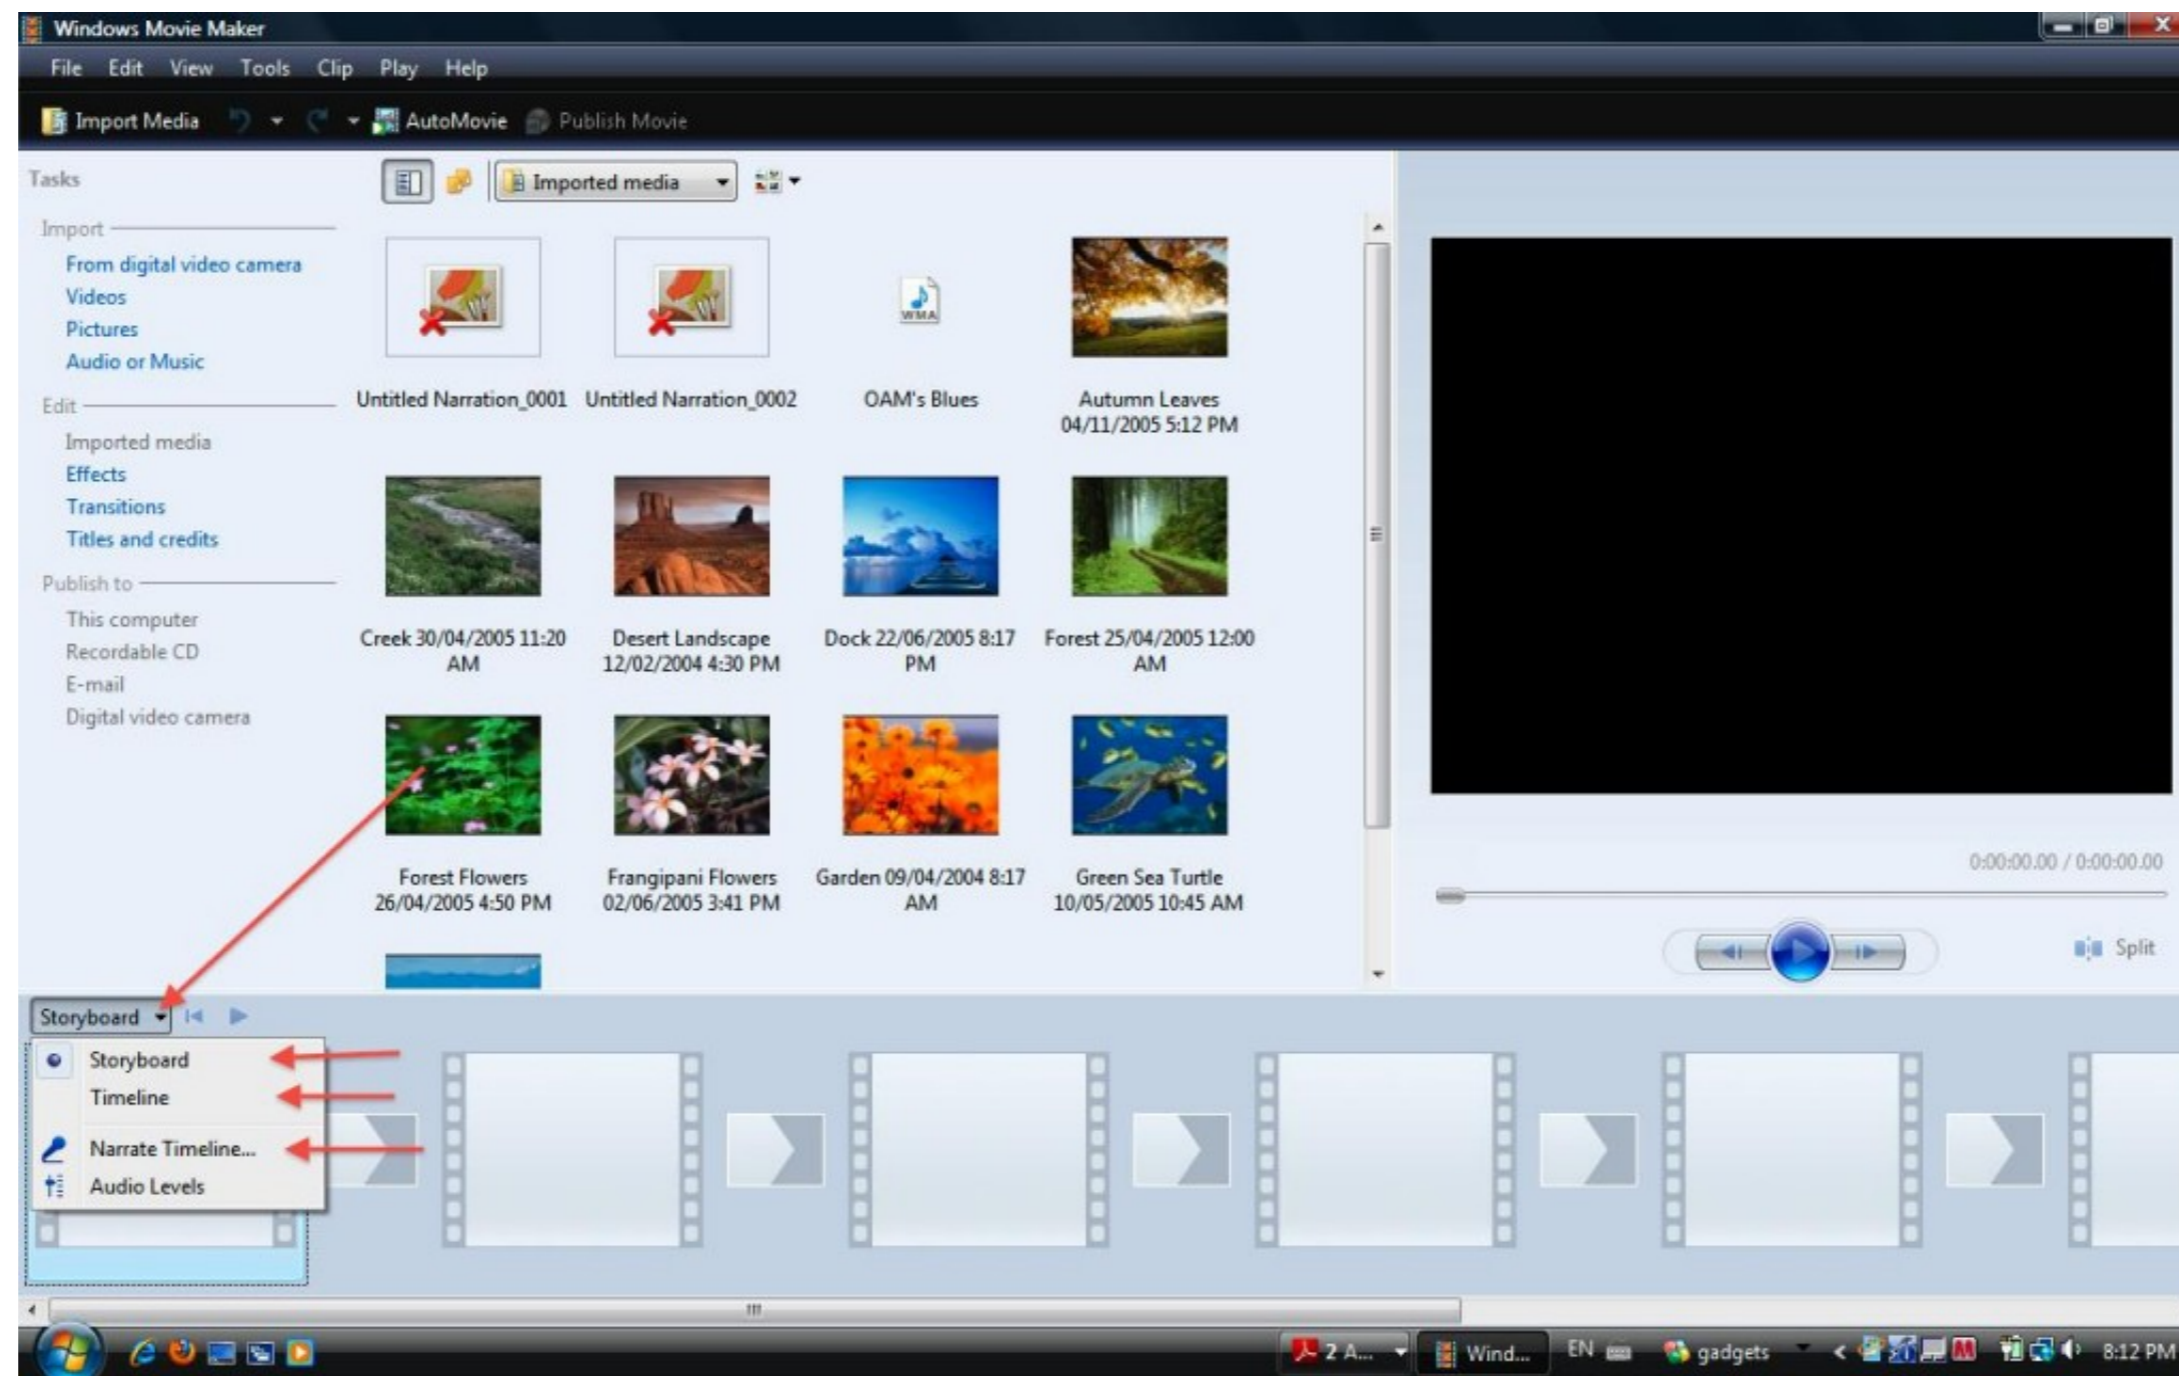 Windows Movie Maker
File Edit View Tools Clip Play Help
Import Media AutoMovie Publish Movie
Tasks
Imported media
Import
From digital video camera
Videos
Pictures
Audio or Music
Edit
Imported media
Effects
Transitions
Titles and credits
Publish to
This computer
Recordable CD
E-mail
Digital video camera
WMA
Untitled Narration_0001
Untitled Narration_0002
OAM's Blues
Autumn Leaves
04/11/2005 5:12 PM
Creek 30/04/2005 11:20
AM
Desert Landscape
12/02/2004 4:30 PM
Dock 22/06/2005 8:17
PM
Forest 25/04/2005 12:00
AM
Forest Flowers
26/04/2005 4:50 PM
Frangipani Flowers
02/06/2005 3:41 PM
Garden 09/04/2004 8:17
AM
Green Sea Turtle
10/05/2005 10:45 AM
0:00:00.00 / 0:00:00.00
Split
Storyboard
Storyboard
Timeline
Narrate Timeline...
Audio Levels
2 A... Wind... EN gadgets < 8:12 PM